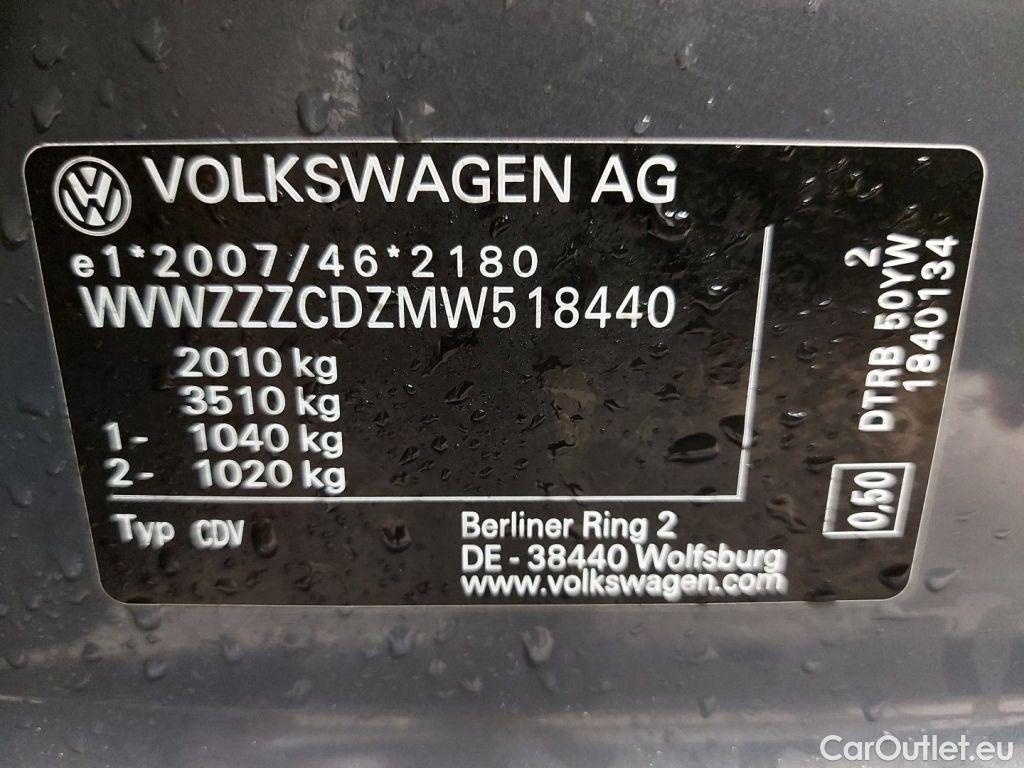 VOLKSWAGEN AG
e1*2007/46*2180
WVWZZZCDZMW518440
2010 kg
3510 kg
1- 1040 kg
2- 1020 kg
Typ CDV
Berliner Ring 2
DE - 38440 Wolfsburg
www.volkswagen.com
2
DTRB 50YW
1840134
0,50
CarOutlet.eu